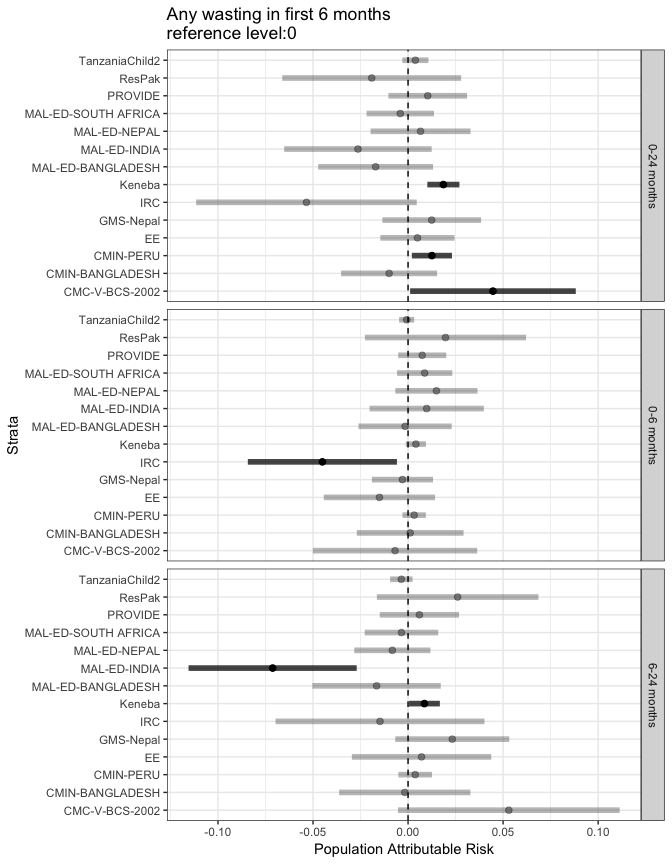 Any wasting in first 6 months
reference level:0
Strata
TanzaniaChild2
ResPak
PROVIDE
MAL-ED-SOUTH AFRICA
MAL-ED-NEPAL
MAL-ED-INDIA
MAL-ED-BANGLADESH
Keneba
IRC
GMS-Nepal
EE
CMIN-PERU
CMIN-BANGLADESH
CMC-V-BCS-2002
0-24 months
TanzaniaChild2
ResPak
PROVIDE
MAL-ED-SOUTH AFRICA
MAL-ED-NEPAL
MAL-ED-INDIA
MAL-ED-BANGLADESH
Keneba
IRC
GMS-Nepal
EE
CMIN-PERU
CMIN-BANGLADESH
CMC-V-BCS-2002
0-6 months
TanzaniaChild2
ResPak
PROVIDE
MAL-ED-SOUTH AFRICA
MAL-ED-NEPAL
MAL-ED-INDIA
MAL-ED-BANGLADESH
Keneba
IRC
GMS-Nepal
EE
CMIN-PERU
CMIN-BANGLADESH
CMC-V-BCS-2002
6-24 months
-0.10 -0.05 0.00 0.05 0.10
Population Attributable Risk